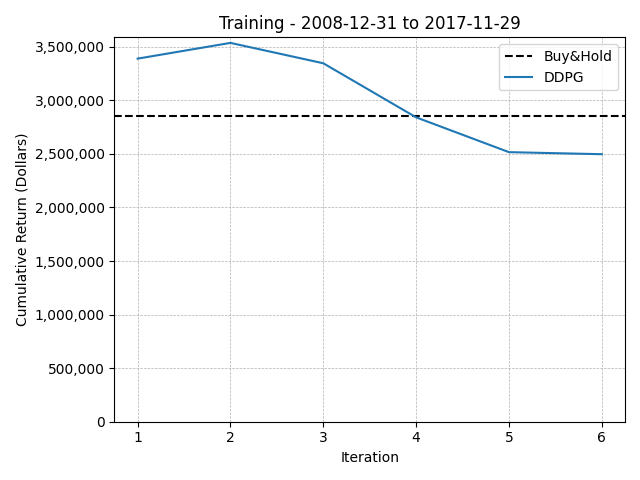 Training - 2008-12-31 to 2017-11-29
Buy&Hold
DDPG
Cumulative Return (Dollars)
3,500,000
3,000,000
2,500,000
2,000,000
1,500,000
1,000,000
500,000
0
1 2 3 4 5 6
Iteration